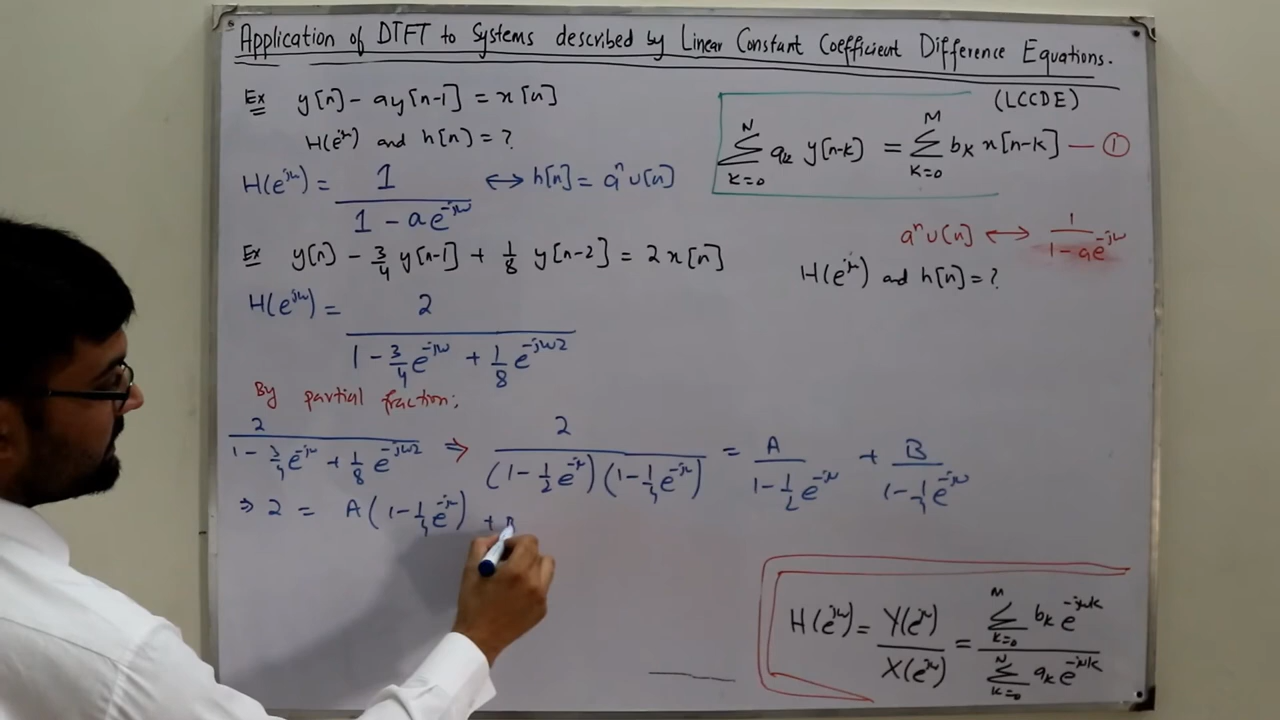 Application of DTFT to Systems described by Linear Constant Coefficient Difference Equations.
(LCCDE)
Ex y[n] - ay[n-1] = x[n]
H(e^jω) and h[n] = ?
H(e^jω) = 1 / (1 - ae^-jω) ↔ h[n] = a^n u[n]
∑_{k=0}^{N} a_k y[n-k] = ∑_{k=0}^{M} b_k x[n-k] — ①
a^n u[n] ↔ 1 / (1 - ae^-jω)
Ex y[n] - 3/4 y[n-1] + 1/8 y[n-2] = 2x[n]
H(e^jω) and h[n] = ?
H(e^jω) = 2 / (1 - 3/4 e^-jω + 1/8 e^-jω2)
By partial fraction;
2 / (1 - 3/4 e^-jω + 1/8 e^-jω2) ⇒ 2 / ((1 - 1/2 e^-jω)(1 - 1/4 e^-jω)) = A / (1 - 1/2 e^-jω) + B / (1 - 1/4 e^-jω)
⇒ 2 = A(1 - 1/4 e^-jω) +
H(e^jω) = Y(e^jω) / X(e^jω) = ∑_{k=0}^{M} b_k e^-jωk / ∑_{k=0}^{N} a_k e^-jωk